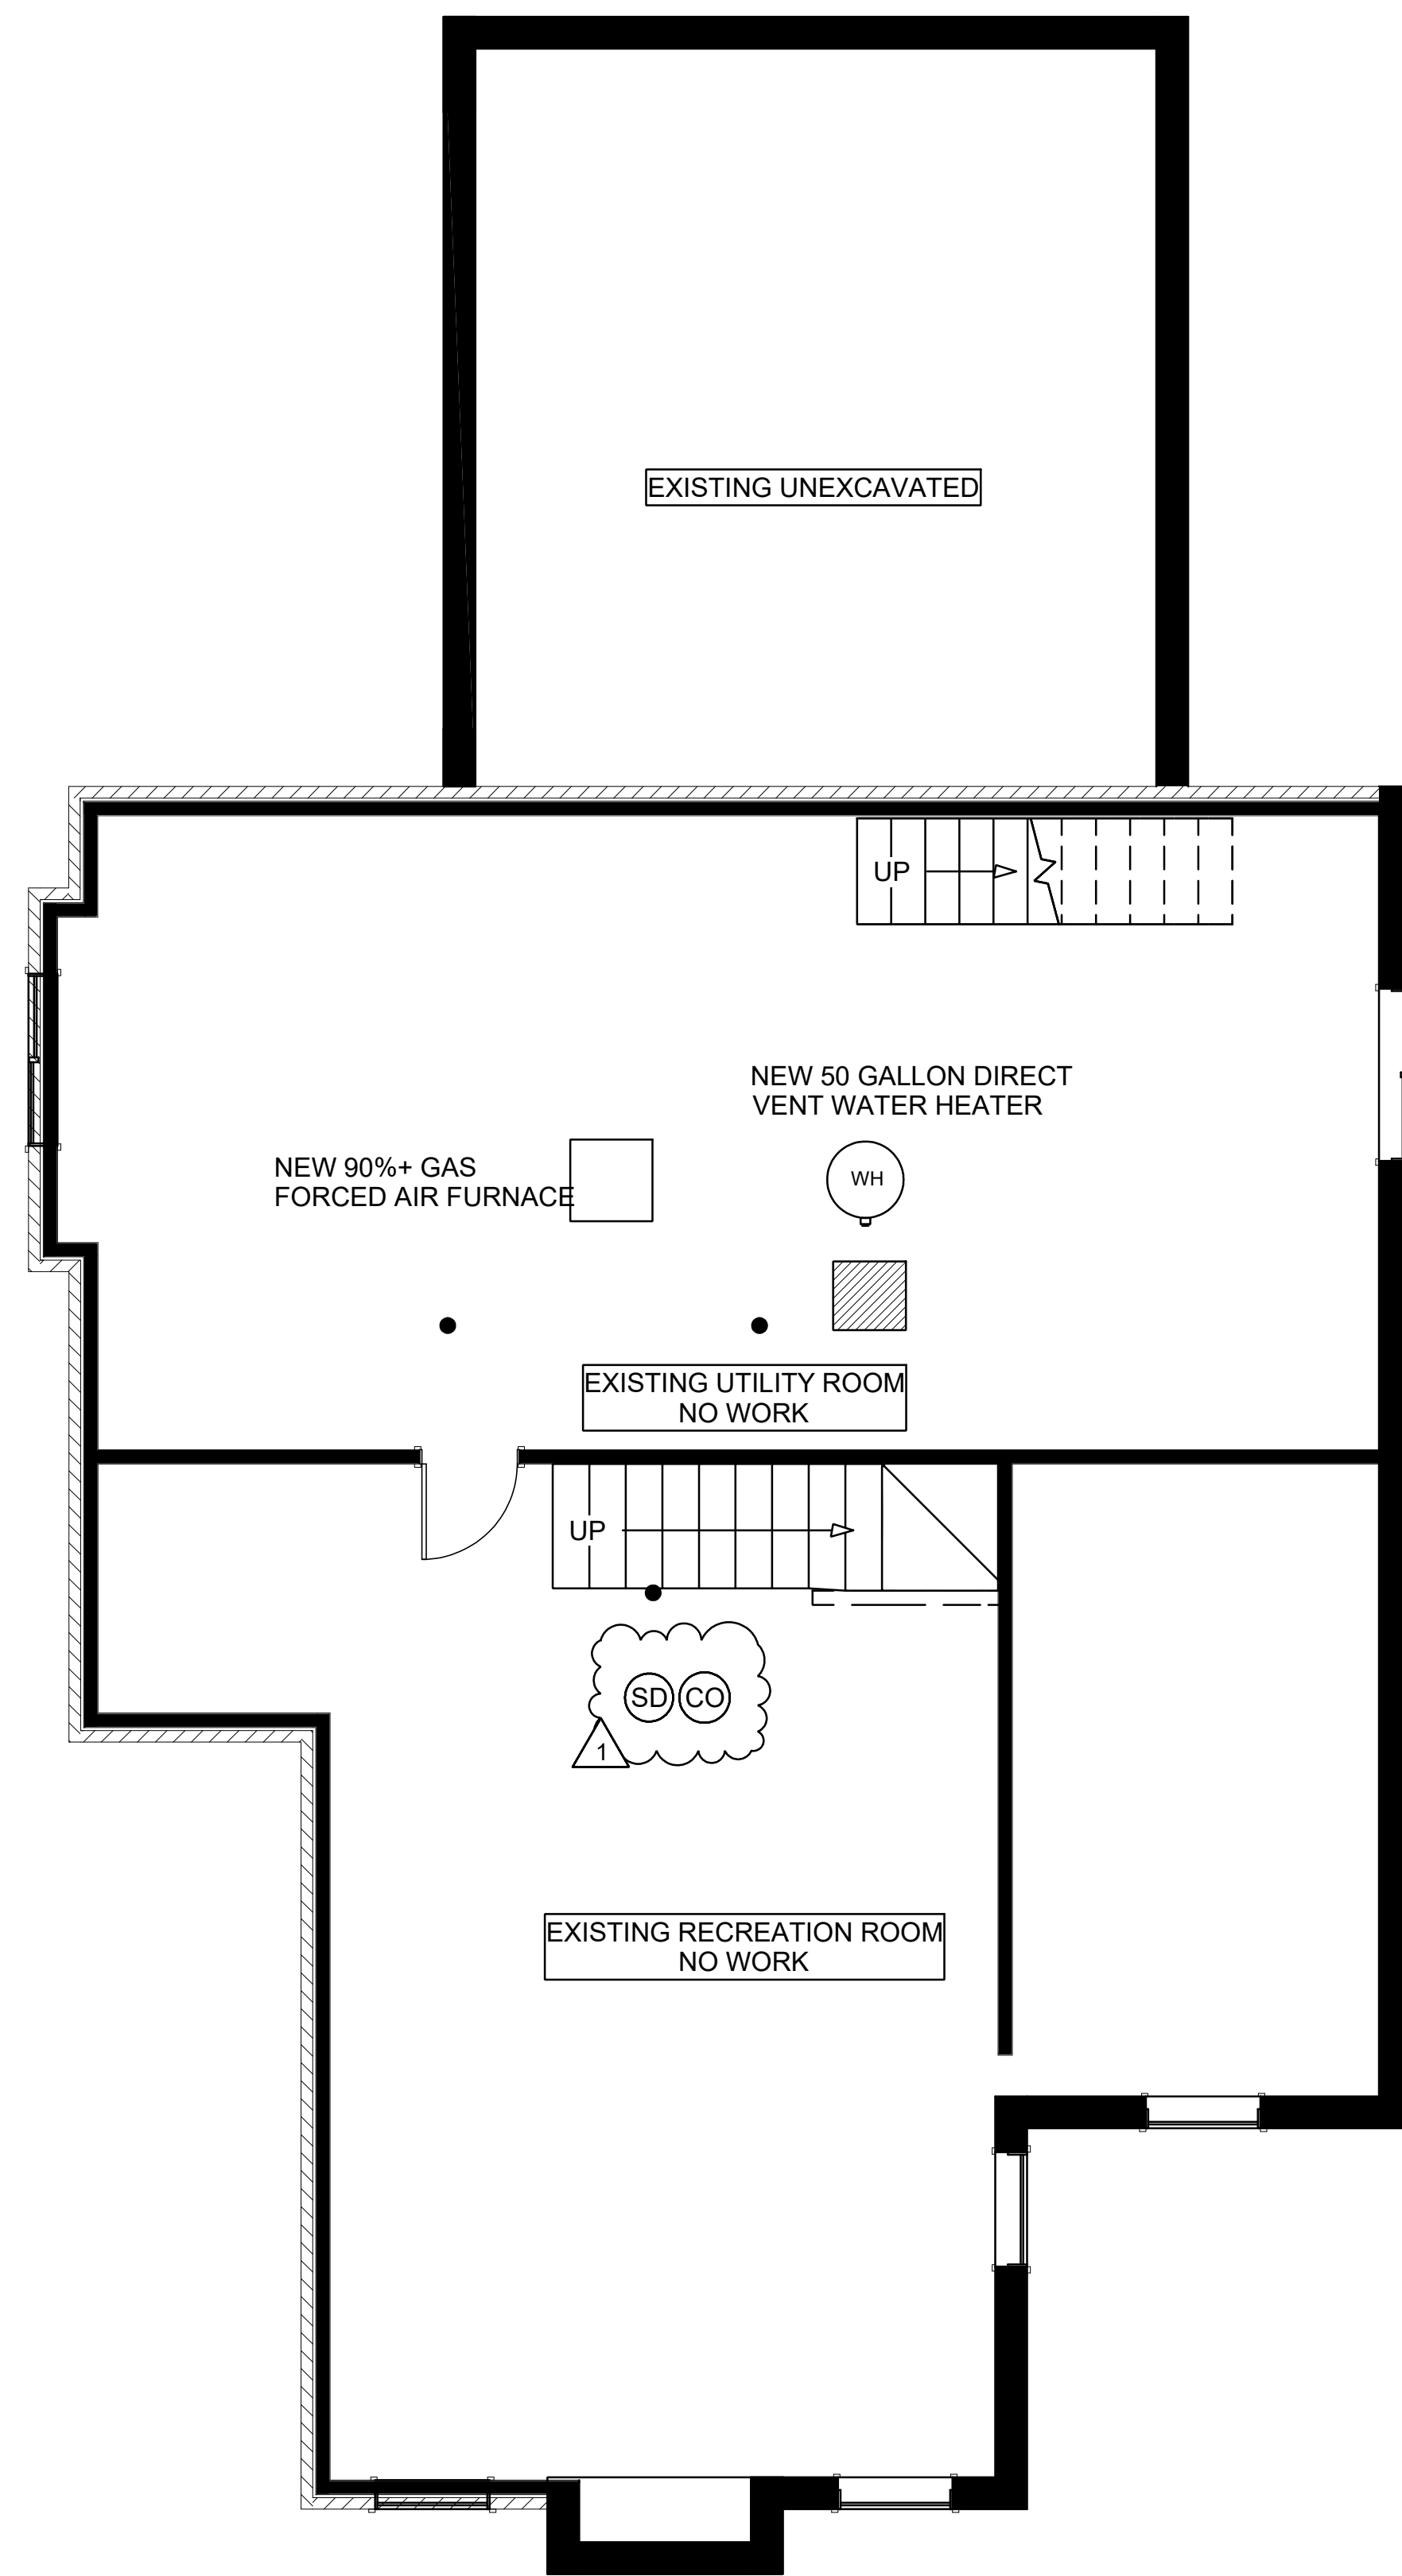 EXISTING UNEXCAVATED
UP
NEW 50 GALLON DIRECT
VENT WATER HEATER
NEW 90%+ GAS
FORCED AIR FURNACE
WH
EXISTING UTILITY ROOM
NO WORK
UP
SD CO
1
EXISTING RECREATION ROOM
NO WORK